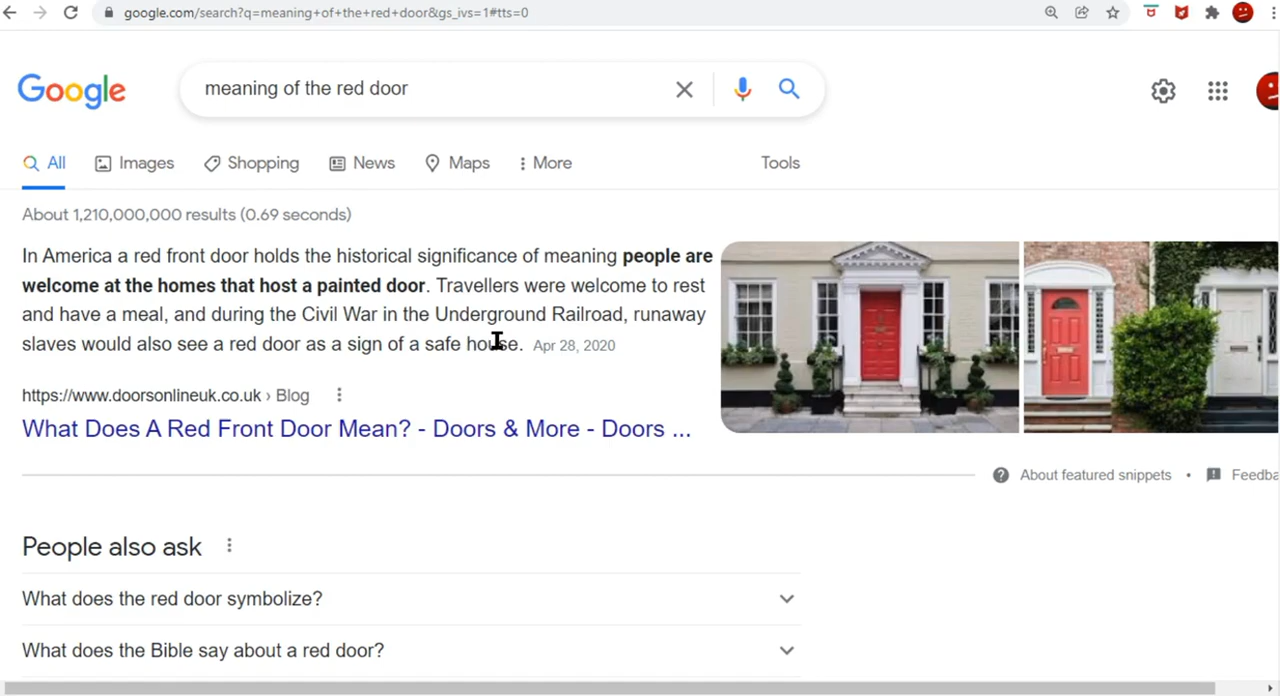 google.com/search?q=meaning+of+the+red+door&gs_ivs=1#tts=0
Google
meaning of the red door
All Images Shopping News Maps More Tools
About 1,210,000,000 results (0.69 seconds)
In America a red front door holds the historical significance of meaning people are
welcome at the homes that host a painted door. Travellers were welcome to rest
and have a meal, and during the Civil War in the Underground Railroad, runaway
slaves would also see a red door as a sign of a safe house. Apr 28, 2020
https://www.doorsonlineuk.co.uk › Blog
What Does A Red Front Door Mean? - Doors & More - Doors ...
About featured snippets • Feedba
People also ask
What does the red door symbolize?
What does the Bible say about a red door?